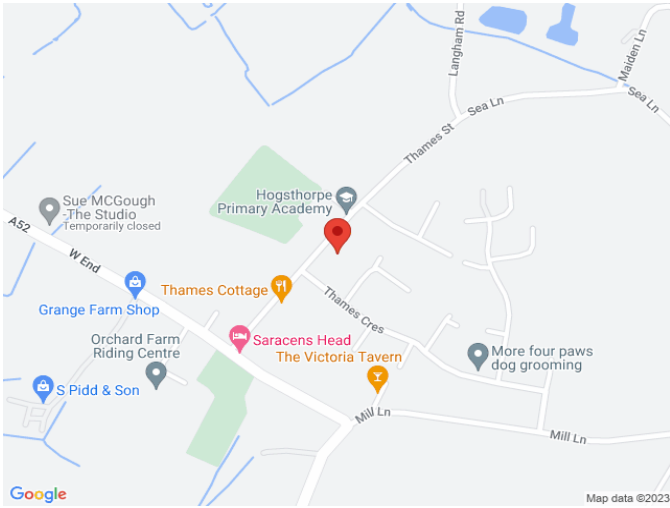 Langham Rd
Maiden Ln
Sea Ln
Sea Ln
Thames St
Hogsthorpe
Primary Academy
Sue MCGough
-The Studio
Temporarily closed
A52
W End
Thames Cottage
Grange Farm Shop
Thames Cres
Saracens Head
Orchard Farm
Riding Centre
The Victoria Tavern
More four paws
dog grooming
S Pidd & Son
Mill Ln
Mill Ln
Google
Map data ©2023